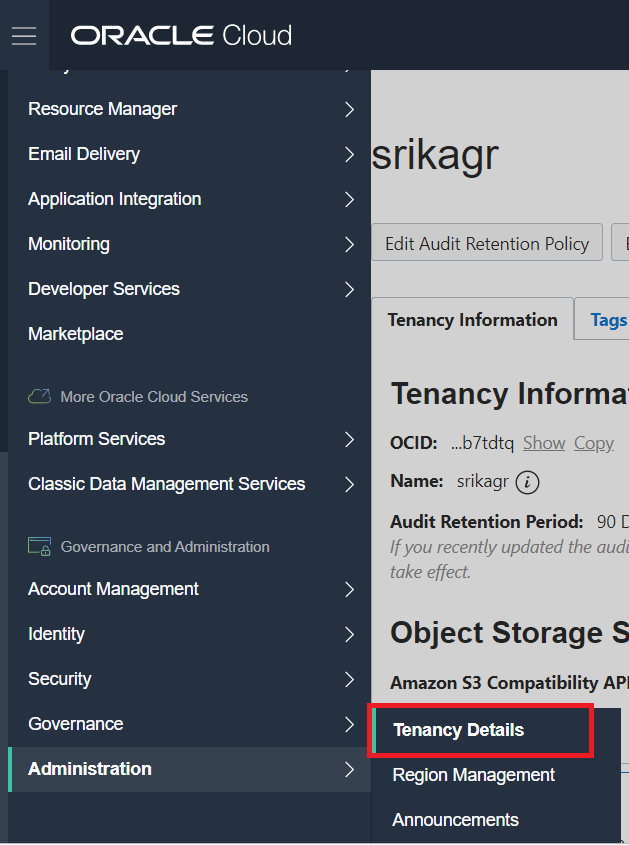 ORACLE Cloud
Resource Manager
Email Delivery
Application Integration
Monitoring
Developer Services
Marketplace
More Oracle Cloud Services
Platform Services
Classic Data Management Services
Governance and Administration
Account Management
Identity
Security
Governance
Administration
srikagr
Edit Audit Retention Policy
Tenancy Information
Tags
Tenancy Informa
OCID: ...b7tdtq Show Copy
Name: srikagr
Audit Retention Period: 90 D
If you recently updated the audi
take effect.
Object Storage S
Amazon S3 Compatibility API
Tenancy Details
Region Management
Announcements